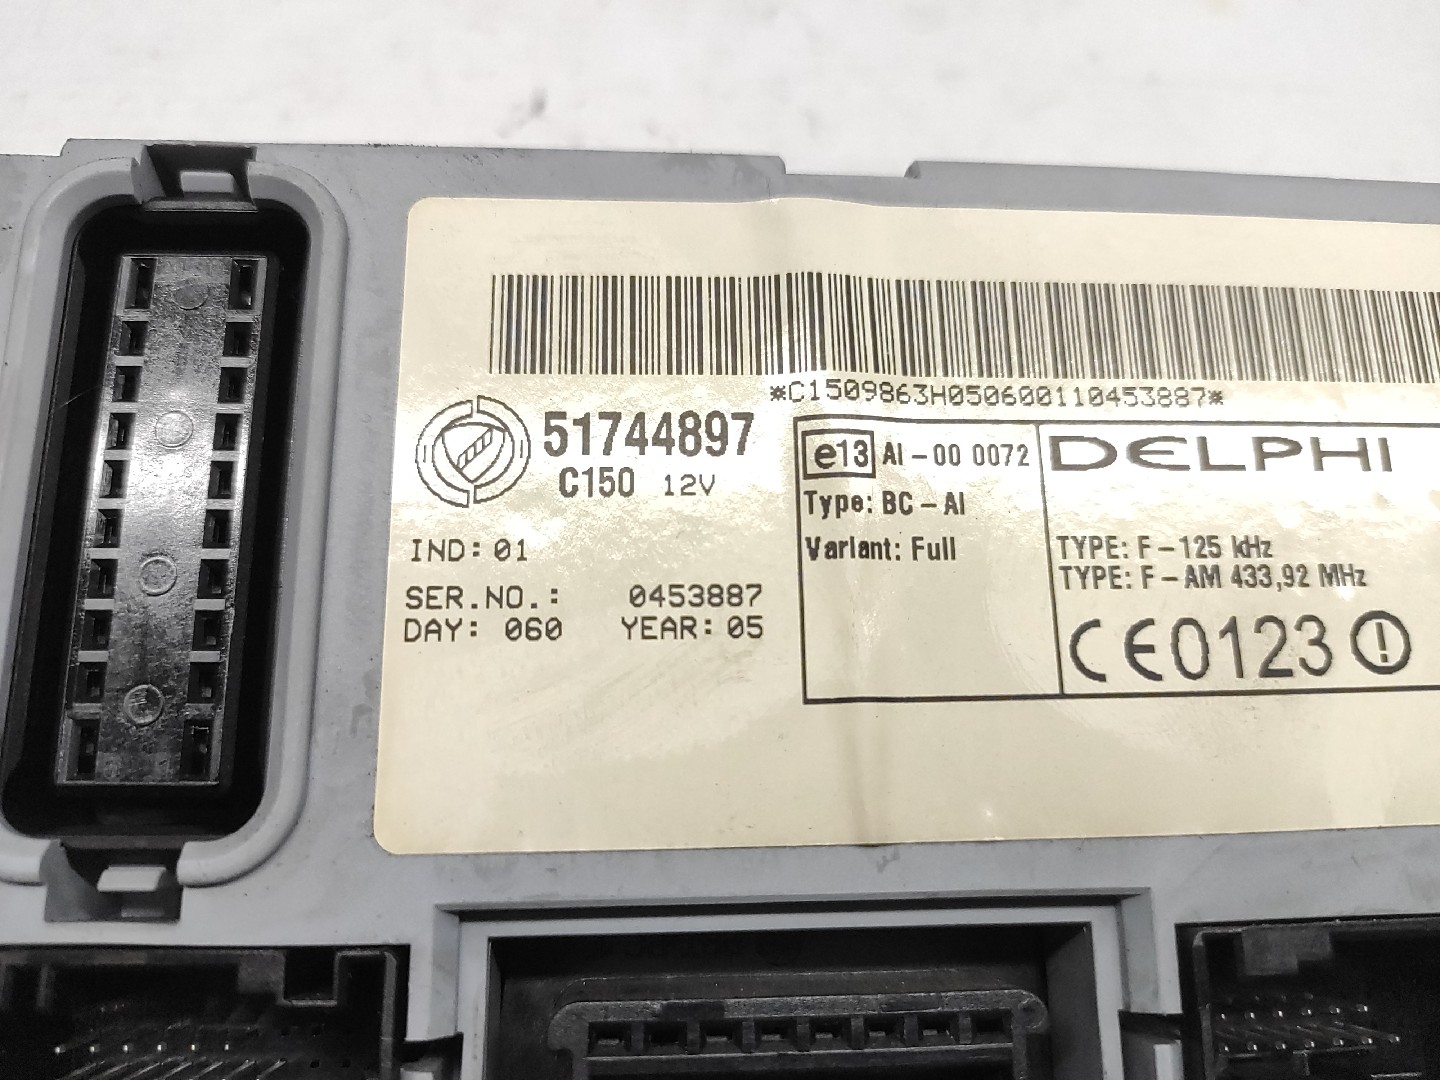 *C1509863H050600110453887*
51744897
C150 12V
IND: 01
SER.NO.: 0453887
DAY: 060 YEAR: 05
e13 AI-00 0072
Type: BC-AI
Variant: Full
DELPHI
TYPE: F-125 kHz
TYPE: F-AM 433,92 MHz
CE0123